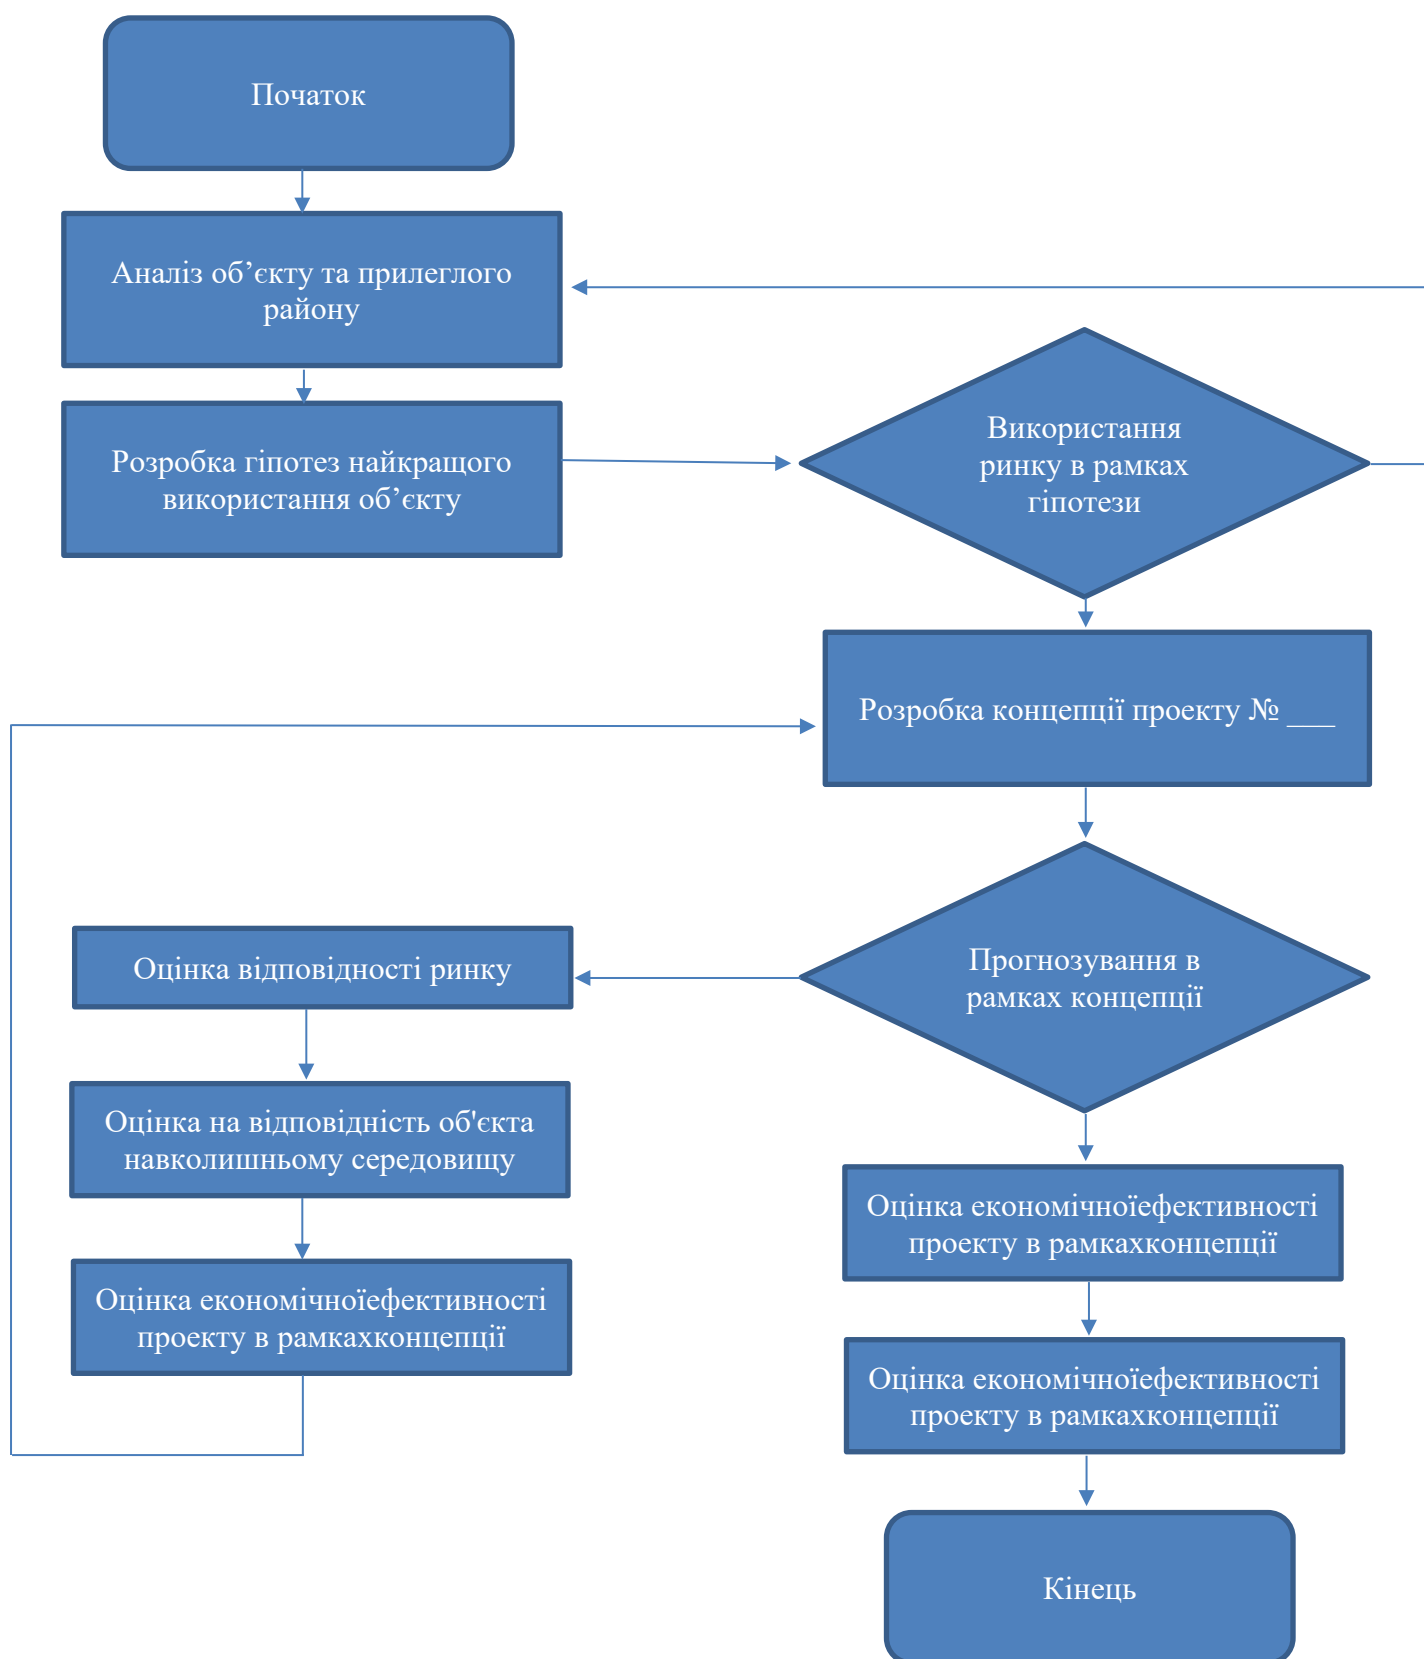 Початок
Аналіз об’єкту та прилеглого
району
Розробка гіпотез найкращого
використання об’єкту
Використання
ринку в рамках
гіпотези
Розробка концепції проекту № ___
Прогнозування в
рамках концепції
Оцінка відповідності ринку
Оцінка на відповідність об'єкта
навколишньому середовищу
Оцінка економічноїефективності
проекту в рамкахконцепції
Оцінка економічноїефективності
проекту в рамкахконцепції
Оцінка економічноїефективності
проекту в рамкахконцепції
Кінець